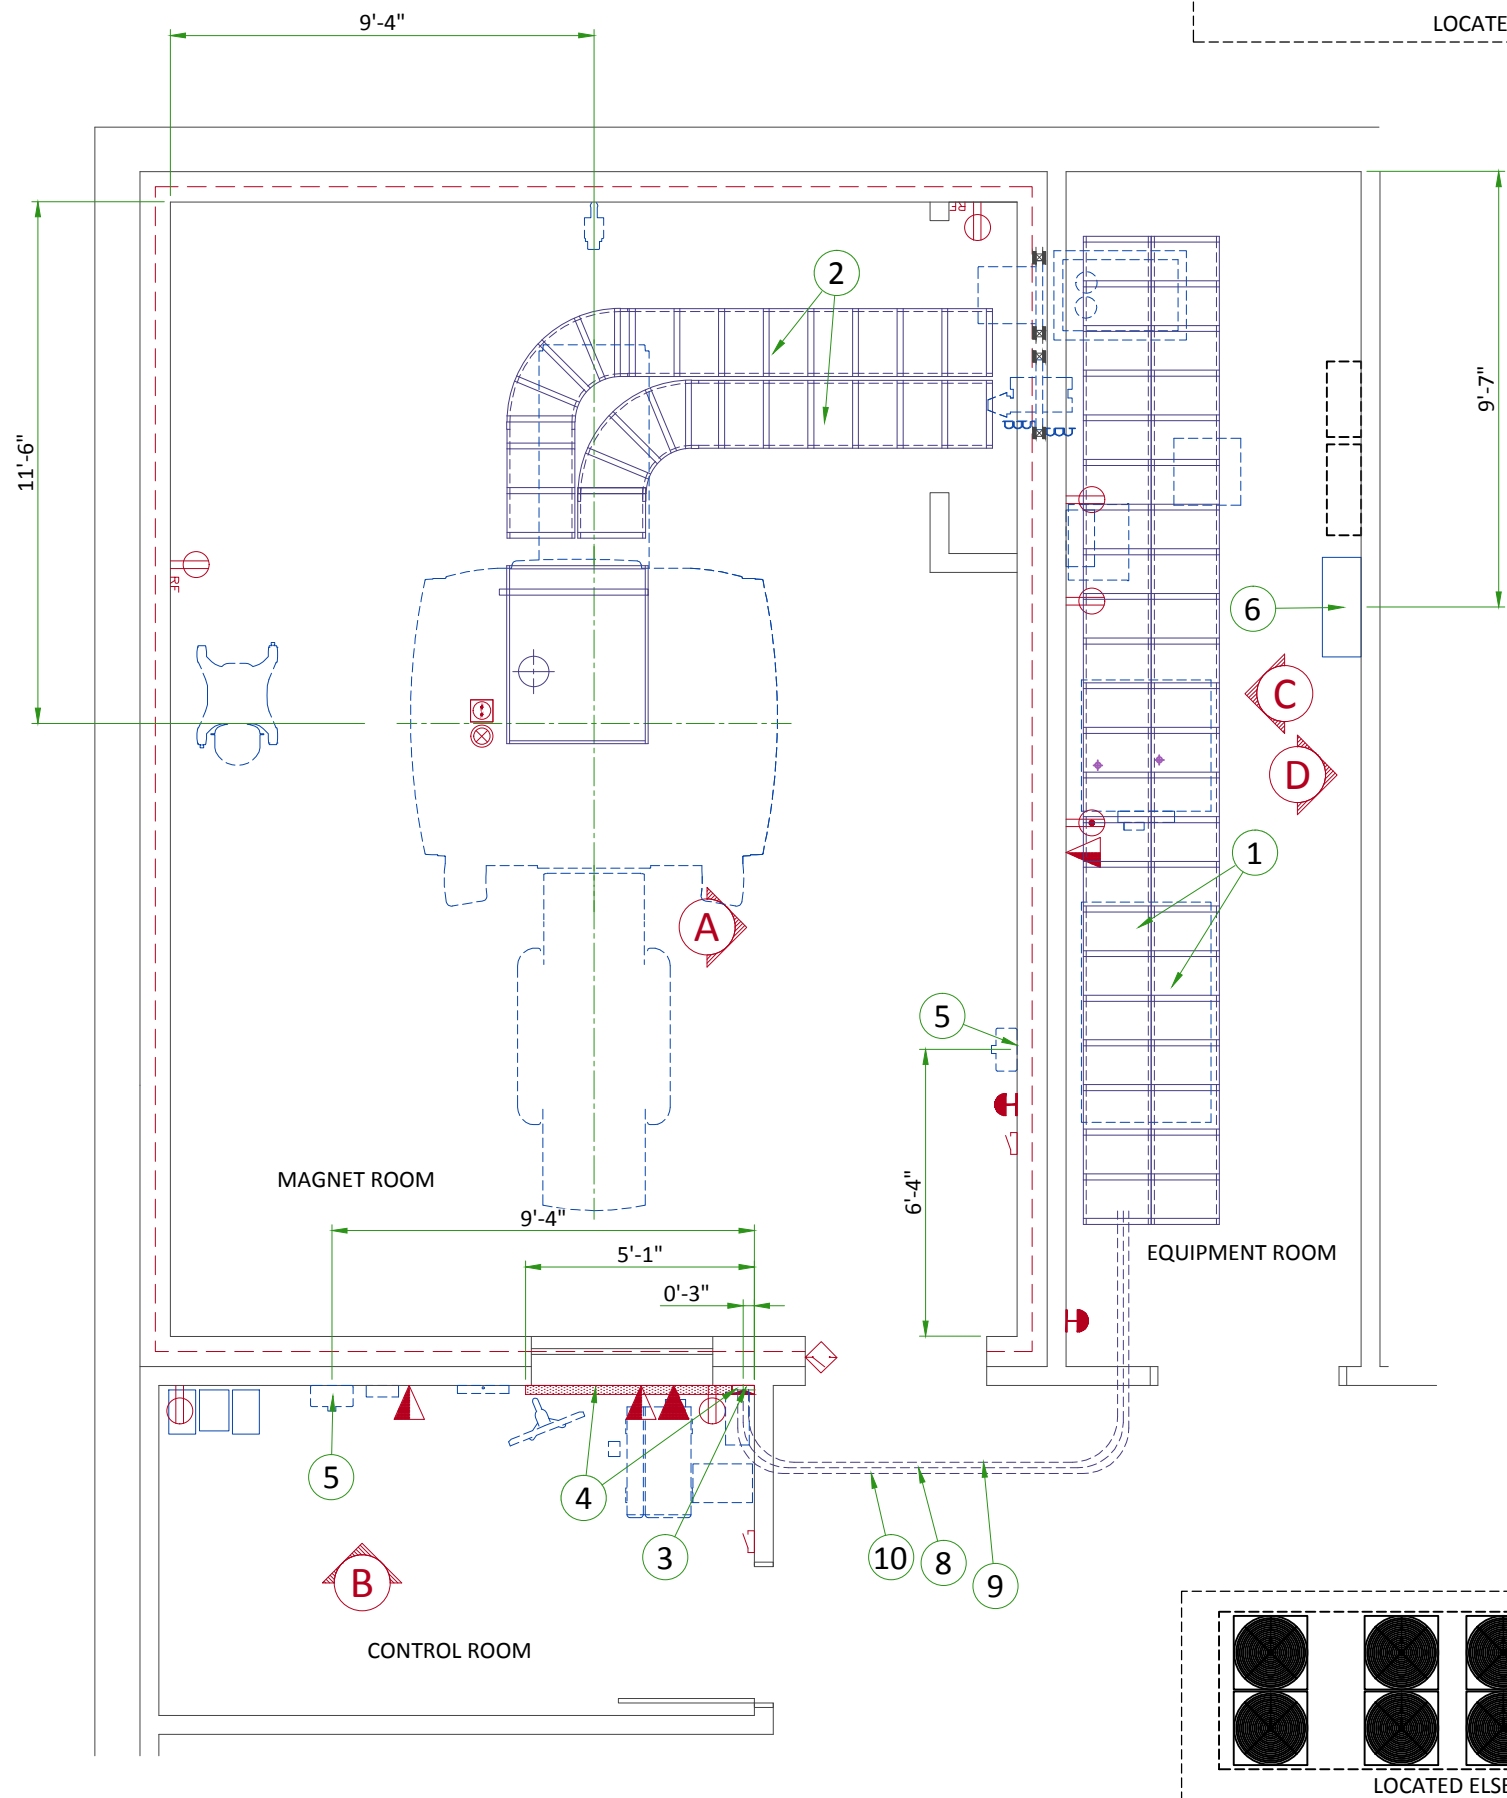 LOCATE
9'-4"
RF
2
9'-7"
11'-6"
RF
6
C
D
1
A
5
6'-4"
MAGNET ROOM
9'-4"
5'-1"
0'-3"
EQUIPMENT ROOM
5
4
3
10
8
9
B
CONTROL ROOM
LOCATED ELSE